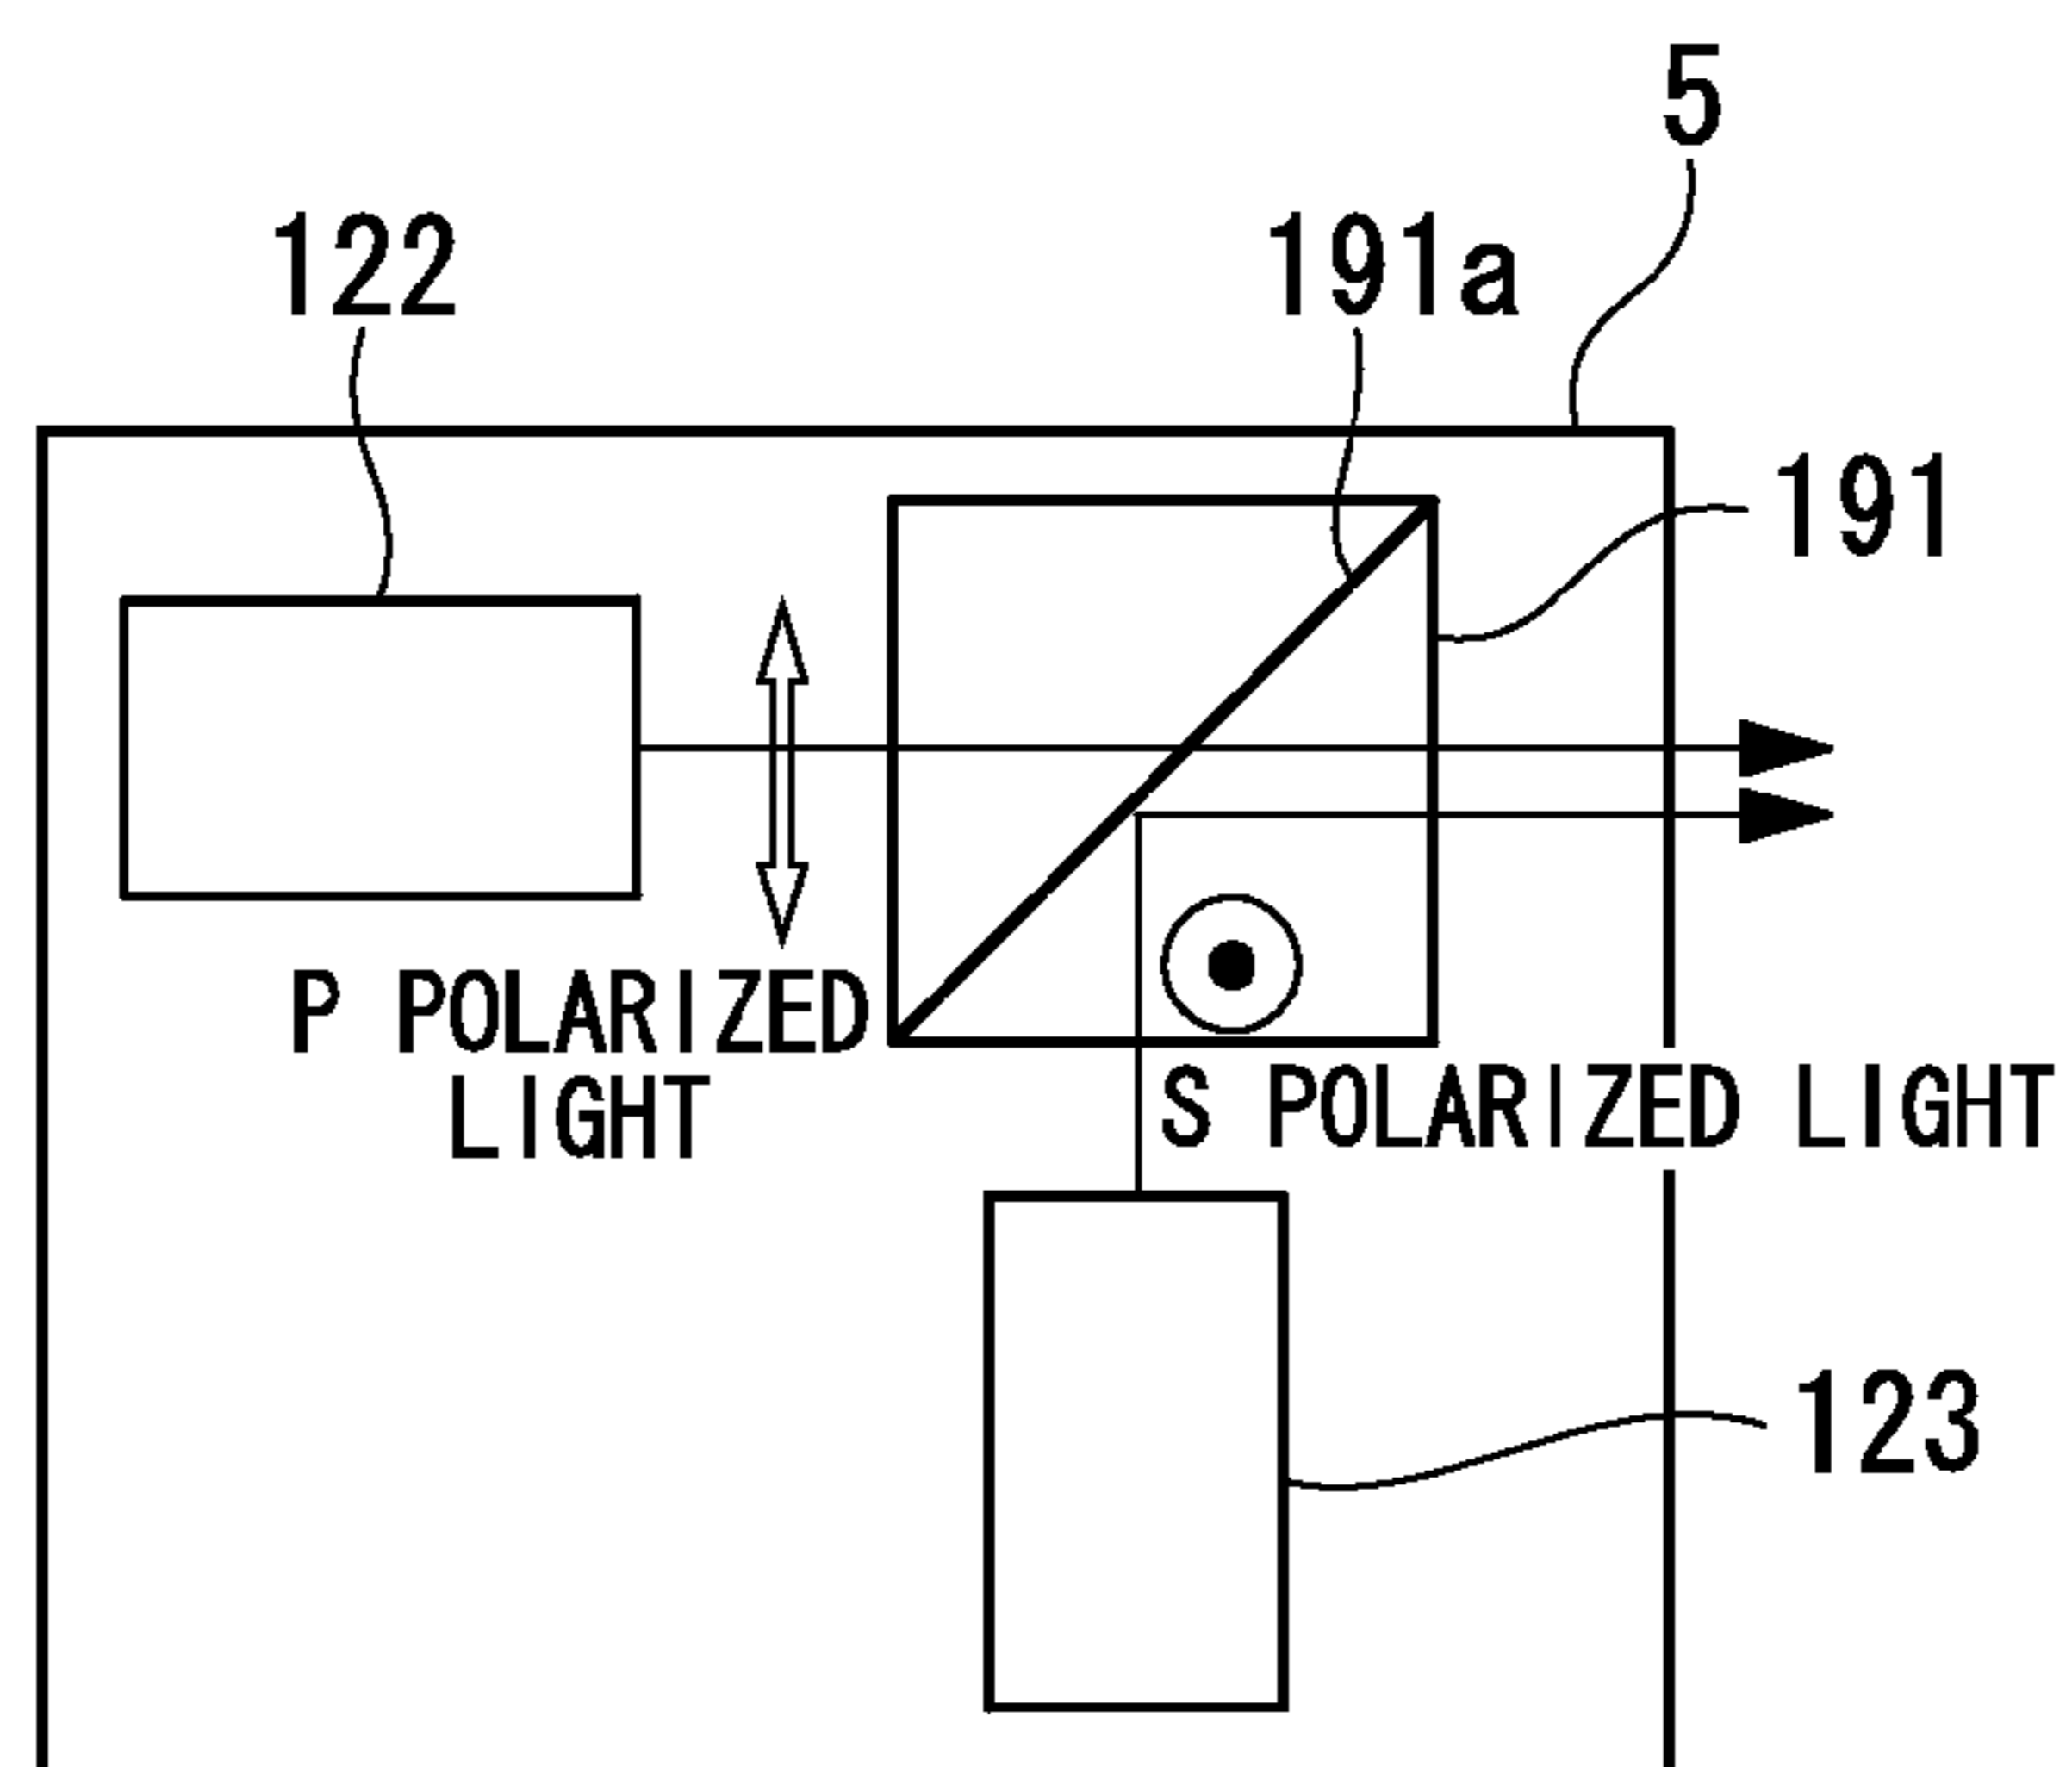 5
122
191a
191
P POLARIZED
LIGHT
S POLARIZED LIGHT
123